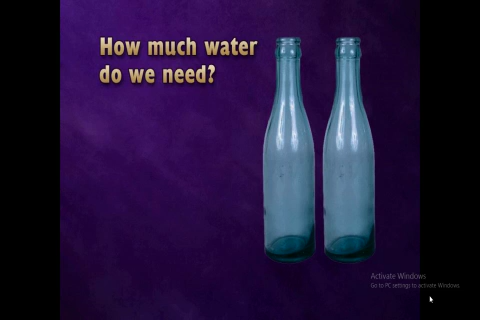 How much water
do we need?
Activate Windows
Go to PC settings to activate Windows.